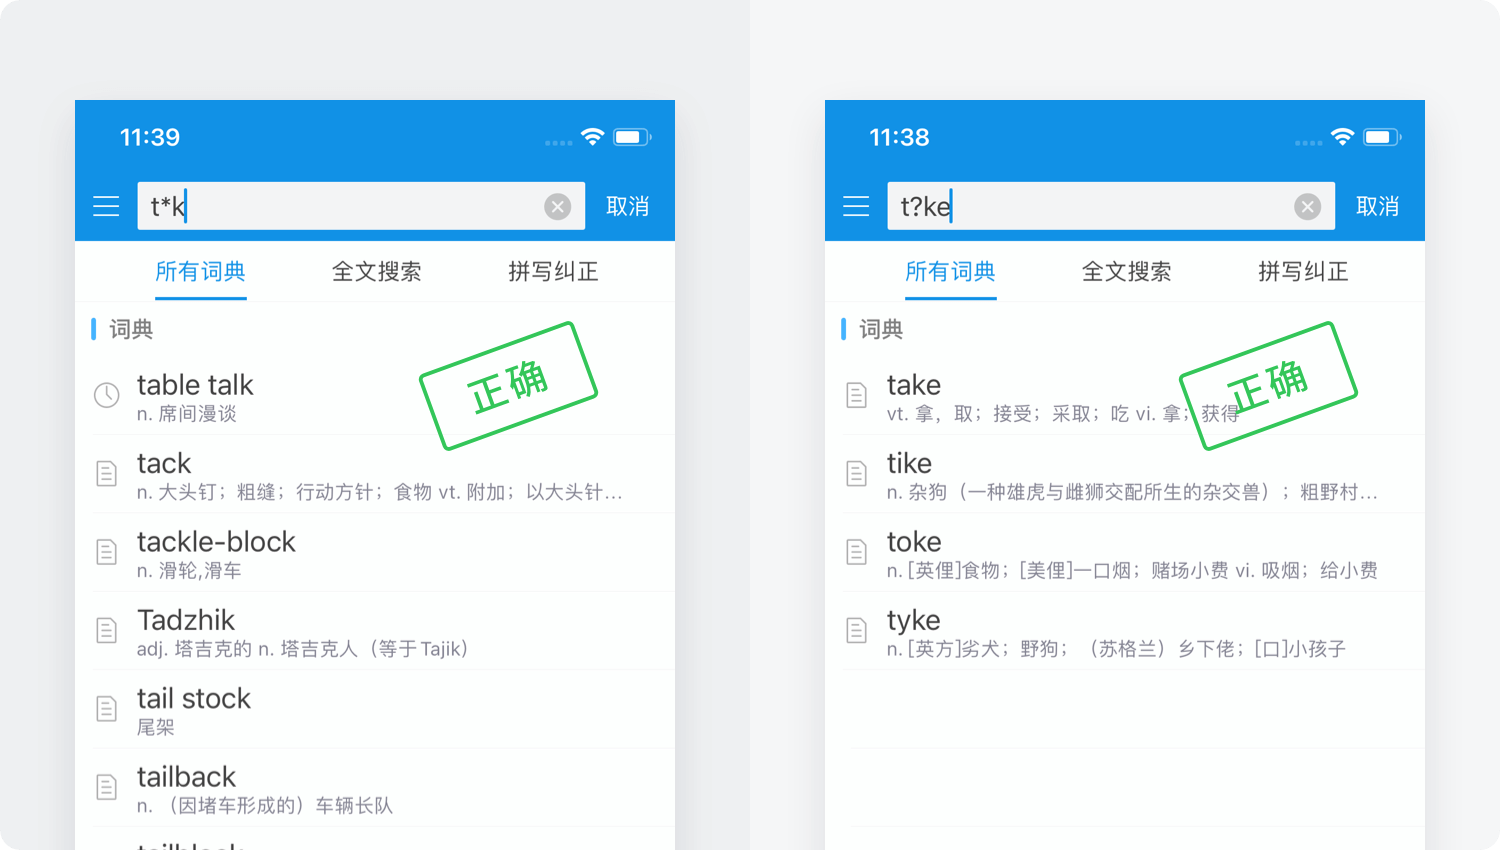 11:39
t*k
取消
所有词典 全文搜索 拼写纠正
词典
正确
table talk
n. 席间漫谈
tack
n. 大头钉；粗缝；行动方针；食物 vt. 附加；以大头针…
tackle-block
n. 滑轮,滑车
Tadzhik
adj. 塔吉克的 n. 塔吉克人（等于Tajik）
tail stock
尾架
tailback
n. （因堵车形成的）车辆长队
11:38
t?ke
取消
所有词典 全文搜索 拼写纠正
词典
正确
take
vt. 拿，取；接受；采取；吃 vi. 拿；获得
tike
n. 杂狗（一种雄虎与雌狮交配所生的杂交兽）；粗野村…
toke
n. [英俚]食物；[美俚]一口烟；赌场小费 vi. 吸烟；给小费
tyke
n. [英方]劣犬；野狗；（苏格兰）乡下佬；[口]小孩子